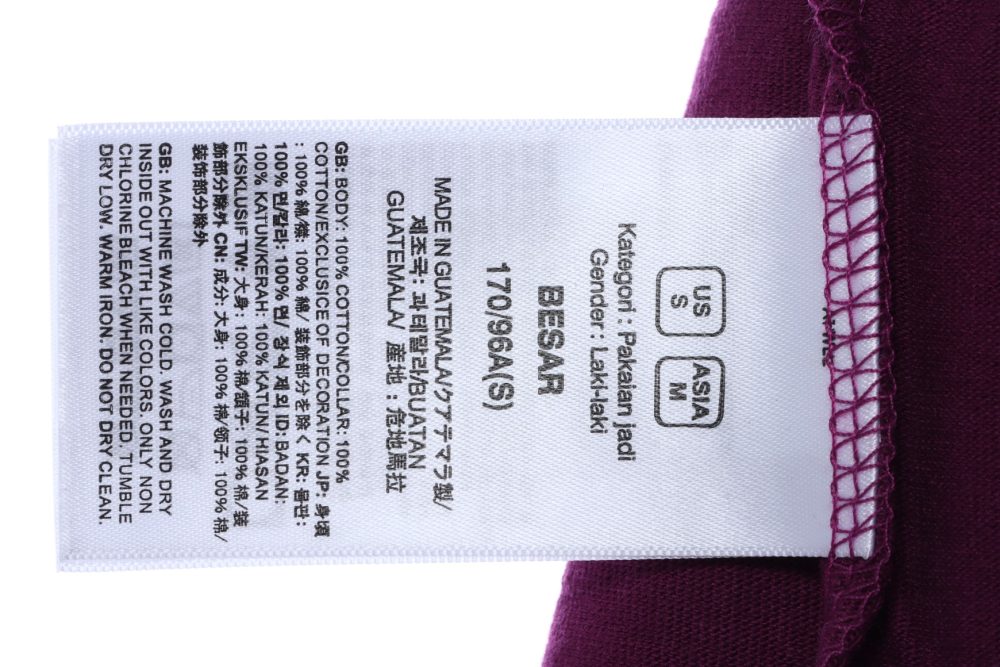 US
S
ASIA
M
Kategori : Pakaian jadi
Gender : Laki-laki
BESAR
170/96A(S)
MADE IN GUATEMALA/クアテマラ製/
제조국 : 과테말라/BUATAN
GUATEMALA/ 産地 : 危地馬拉
GB: BODY: 100% COTTON/COLLAR: 100%
COTTON/EXCLUSICE OF DECORATION JP: 身頃
: 100% 綿/襟: 100% 綿/ 装飾部分を除く KR: 몸판 :
100% 면/칼라: 100% 면/ 장식 제외 ID: BADAN:
100% KATUN/KERAH: 100% KATUN/ HIASAN
EKSKLUSIF TW: 大身 : 100% 棉/領子: 100% 棉/裝
飾部分除外 CN: 成分: 大身: 100% 棉/领子: 100% 棉/
装饰部分除外
GB: MACHINE WASH COLD. WASH AND DRY
INSIDE OUT WITH LIKE COLORS. ONLY NON
CHLORINE BLEACH WHEN NEEDED. TUMBLE
DRY LOW. WARM IRON. DO NOT DRY CLEAN.